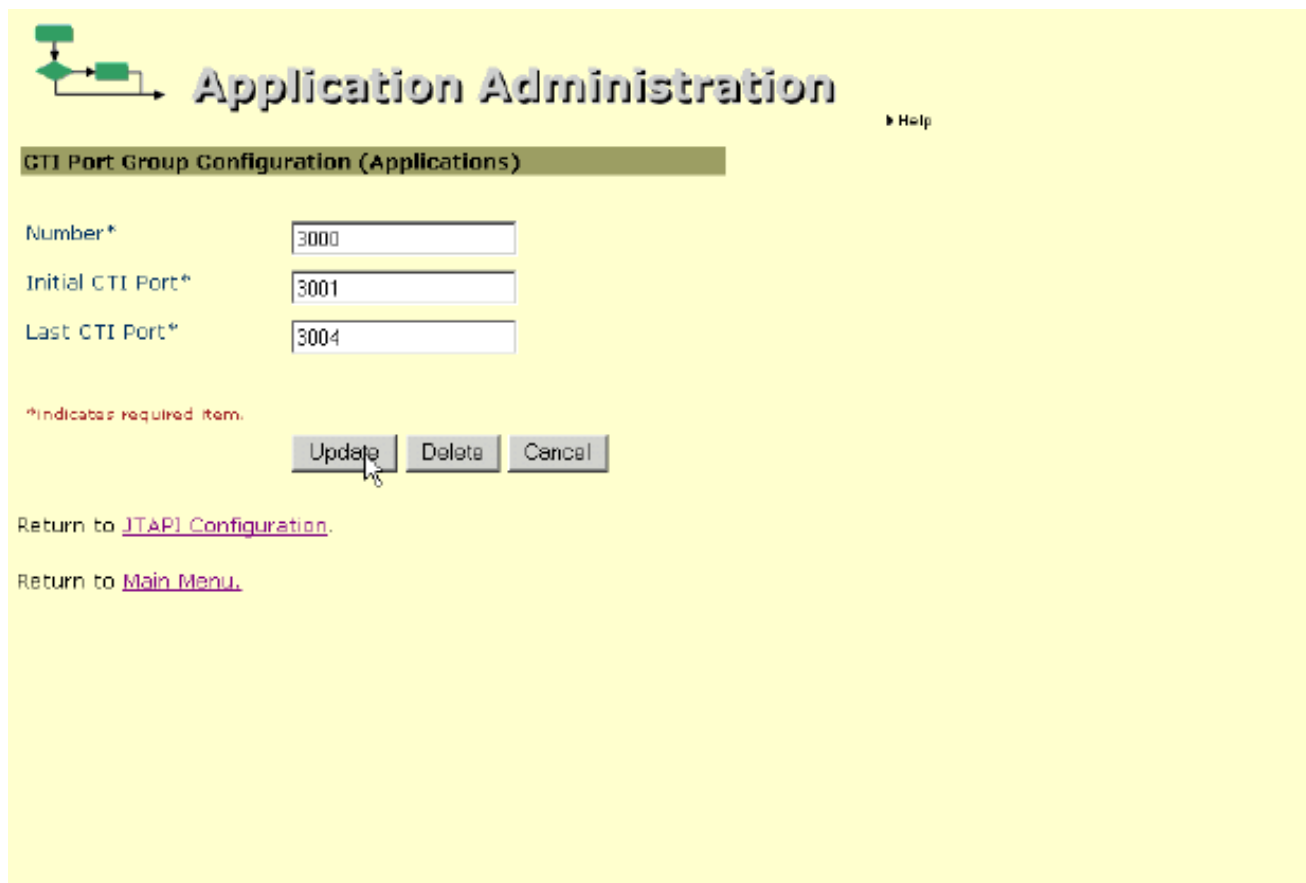 Application Administration
Help
CTI Port Group Configuration (Applications)
Number* 3000
Initial CTI Port* 3001
Last CTI Port* 3004
*indicates required item.
Update Delete Cancel
Return to JTAPI Configuration.
Return to Main Menu.